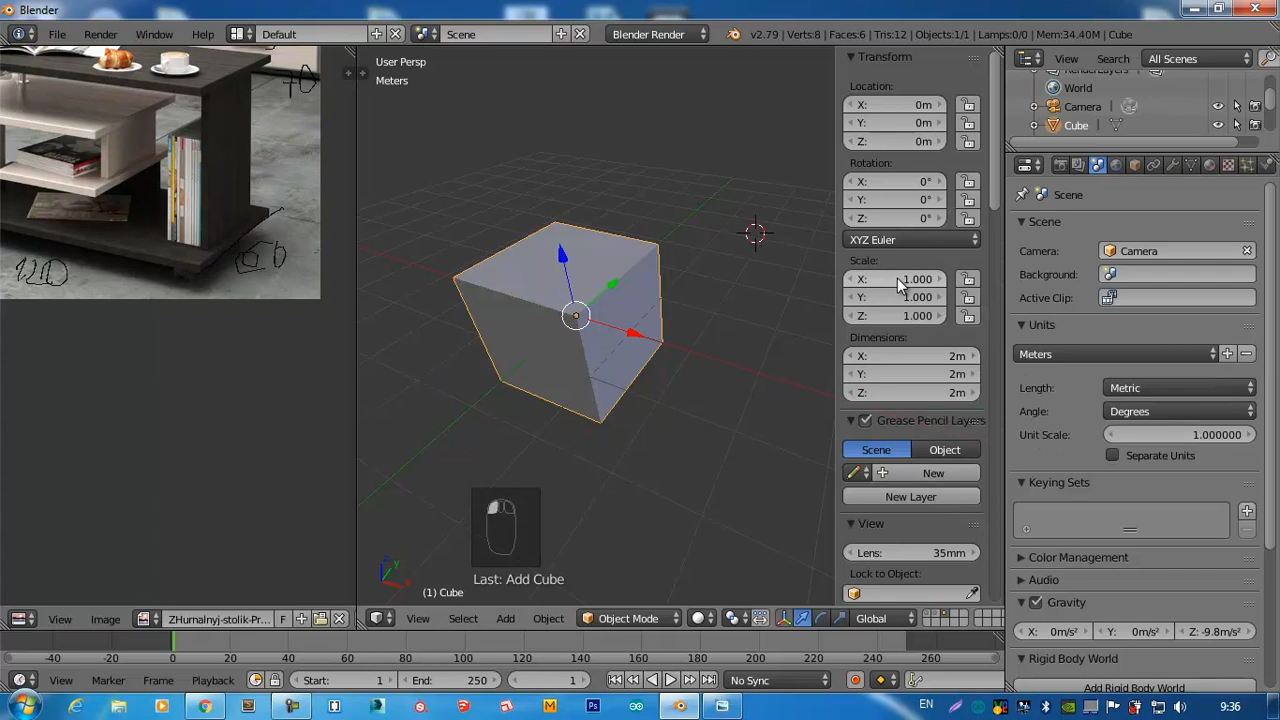 Blender
File Render Window Help Default Scene Blender Render v2.79 | Verts:8 | Faces:6 | Tris:12 | Objects:1/1 | Lamps:0/0 | Mem:34.40M | Cube
70
120
User Persp
Meters
Last: Add Cube
(1) Cube
Transform
Location:
X: 0m
Y: 0m
Z: 0m
Rotation:
X: 0°
Y: 0°
Z: 0°
XYZ Euler
Scale:
X: 1.000
Y: 1.000
Z: 1.000
Dimensions:
X: 2m
Y: 2m
Z: 2m
Grease Pencil Layers
Scene Object
New
New Layer
View
Lens: 35mm
Lock to Object:
View Search All Scenes
RenderLayers
World
Camera
Cube
Scene
Scene
Camera: Camera
Background:
Active Clip:
Units
Meters
Length: Metric
Angle: Degrees
Unit Scale: 1.000000
Separate Units
Keying Sets
Color Management
Audio
Gravity
X: 0m/s² Y: 0m/s² Z: -9.8m/s²
Rigid Body World
Add Rigid Body World
View Image ZHurnalnyj-stolik-Pr... F View Select Add Object Object Mode Global
-40 -20 0 20 40 60 80 100 120 140 160 180 200 220 240 260
View Marker Frame Playback Start: 1 End: 250 1 No Sync
EN 9:36